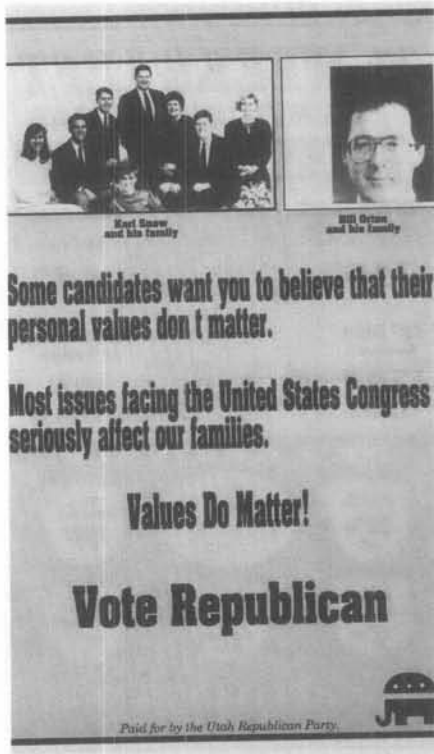 Karl Snow
and his family
Bill Orton
and his family
Some candidates want you to believe that their
personal values don t matter.
Most issues facing the United States Congress
seriously affect our families.
Values Do Matter!
Vote Republican
Paid for by the Utah Republican Party.